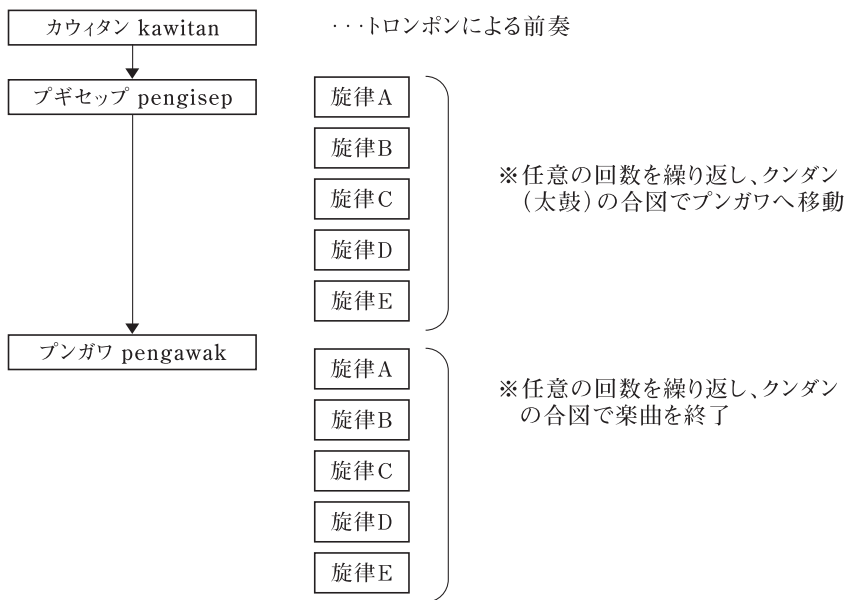 カウィタン kawitan
･･･トロンポンによる前奏
プギセップ pengisep
旋律A
旋律B
旋律C
旋律D
旋律E
※任意の回数を繰り返し、クンダン
（太鼓）の合図でプンガワへ移動
プンガワ pengawak
旋律A
旋律B
旋律C
旋律D
旋律E
※任意の回数を繰り返し、クンダン
の合図で楽曲を終了